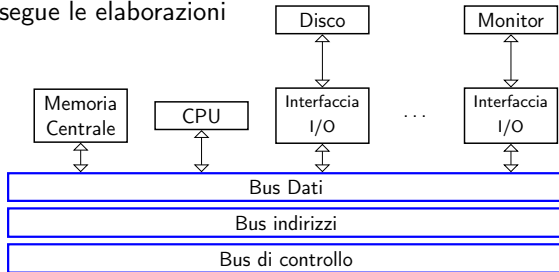 segue le elaborazioni
Disco
Monitor
Memoria
Centrale
CPU
Interfaccia
I/O
. . .
Interfaccia
I/O
Bus Dati
Bus indirizzi
Bus di controllo